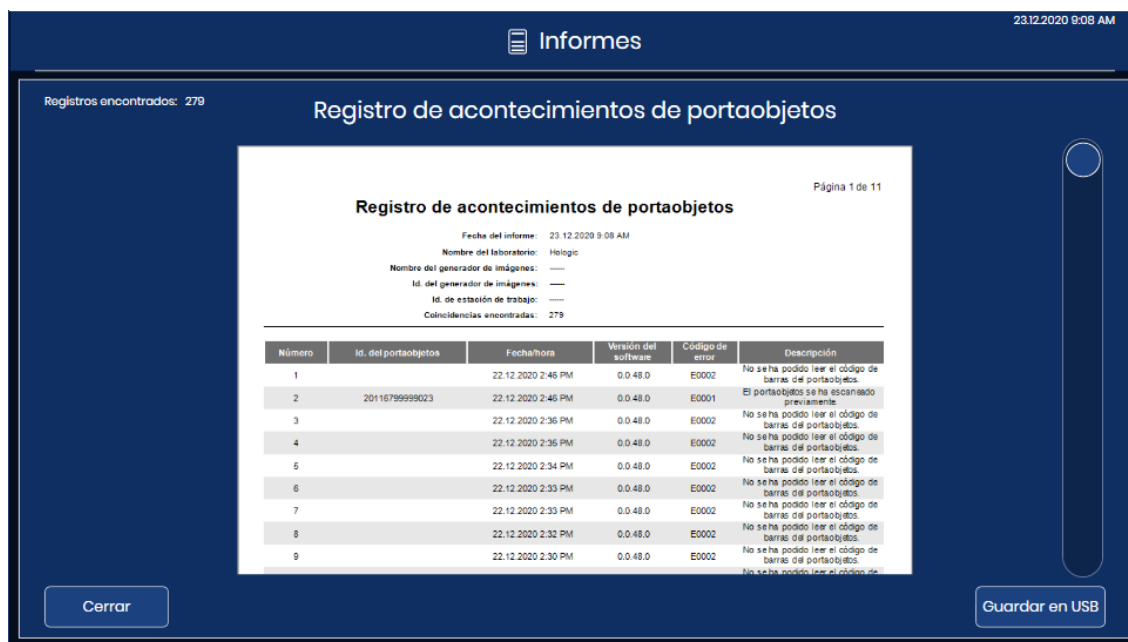 23.12.2020 9:08 AM
Informes
Registros encontrados: 279
Registro de acontecimientos de portaobjetos
Página 1 de 11
Registro de acontecimientos de portaobjetos
Fecha del informe: 23.12.2020 9:08 AM
Nombre del laboratorio: Hologic
Nombre del generador de imágenes: -----
Id. del generador de imágenes: -----
Id. de estación de trabajo: -----
Coincidencias encontradas: 279
Número Id. del portaobjetos Fecha/hora Versión del software Código de error Descripción
1 22.12.2020 2:46 PM 0.0.48.0 E0002 No se ha podido leer el código de barras del portaobjetos.
2 20116799999023 22.12.2020 2:46 PM 0.0.48.0 E0001 El portaobjetos se ha escaneado previamente.
3 22.12.2020 2:36 PM 0.0.48.0 E0002 No se ha podido leer el código de barras del portaobjetos.
4 22.12.2020 2:35 PM 0.0.48.0 E0002 No se ha podido leer el código de barras del portaobjetos.
5 22.12.2020 2:34 PM 0.0.48.0 E0002 No se ha podido leer el código de barras del portaobjetos.
6 22.12.2020 2:33 PM 0.0.48.0 E0002 No se ha podido leer el código de barras del portaobjetos.
7 22.12.2020 2:33 PM 0.0.48.0 E0002 No se ha podido leer el código de barras del portaobjetos.
8 22.12.2020 2:32 PM 0.0.48.0 E0002 No se ha podido leer el código de barras del portaobjetos.
9 22.12.2020 2:30 PM 0.0.48.0 E0002 No se ha podido leer el código de barras del portaobjetos.
No se ha podido leer el código de
Cerrar
Guardar en USB